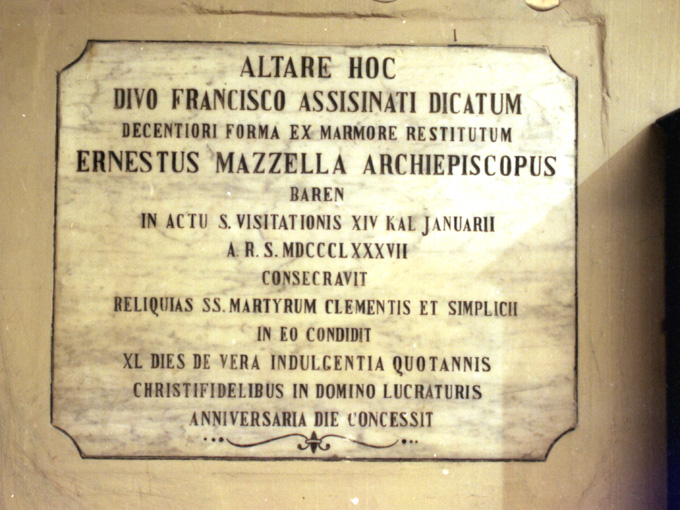 ALTARE HOC
DIVO FRANCISCO ASSISINATI DICATUM
DECENTIORI FORMA EX MARMORE RESTITUTUM
ERNESTUS MAZZELLA ARCHIEPISCOPUS
BAREN
IN ACTU S. VISITATIONIS XIV KAL JANUARII
A. R. S. MDCCCLXXXVII
CONSECRAVIT
RELIQUIAS SS. MARTYRUM CLEMENTIS ET SIMPLICII
IN EO CONDIDIT
XL DIES DE VERA INDULGENTIA QUOTANNIS
CHRISTIFIDELIBUS IN DOMINO LUCRATURIS
ANNIVERSARIA DIE CONCESSIT